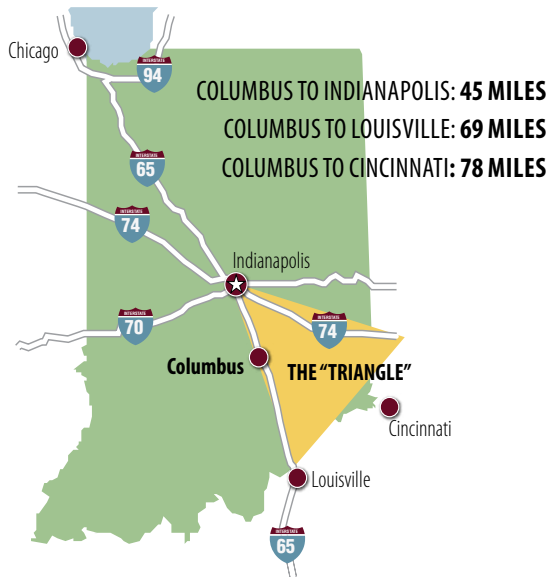 Chicago
INTERSTATE
94
COLUMBUS TO INDIANAPOLIS: 45 MILES
COLUMBUS TO LOUISVILLE: 69 MILES
COLUMBUS TO CINCINNATI: 78 MILES
INTERSTATE
65
INTERSTATE
74
Indianapolis
INTERSTATE
70
INTERSTATE
74
Columbus
THE “TRIANGLE”
Cincinnati
Louisville
INTERSTATE
65